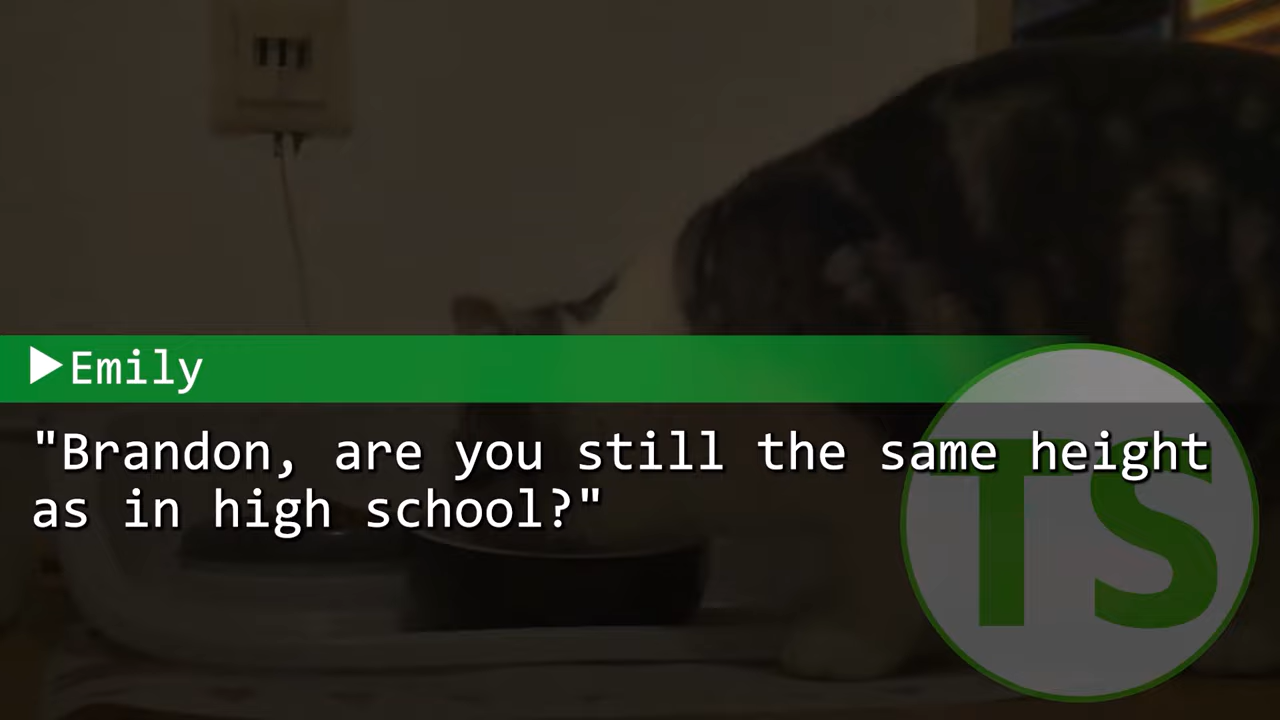 ▶Emily
"Brandon, are you still the same height
as in high school?"
TS